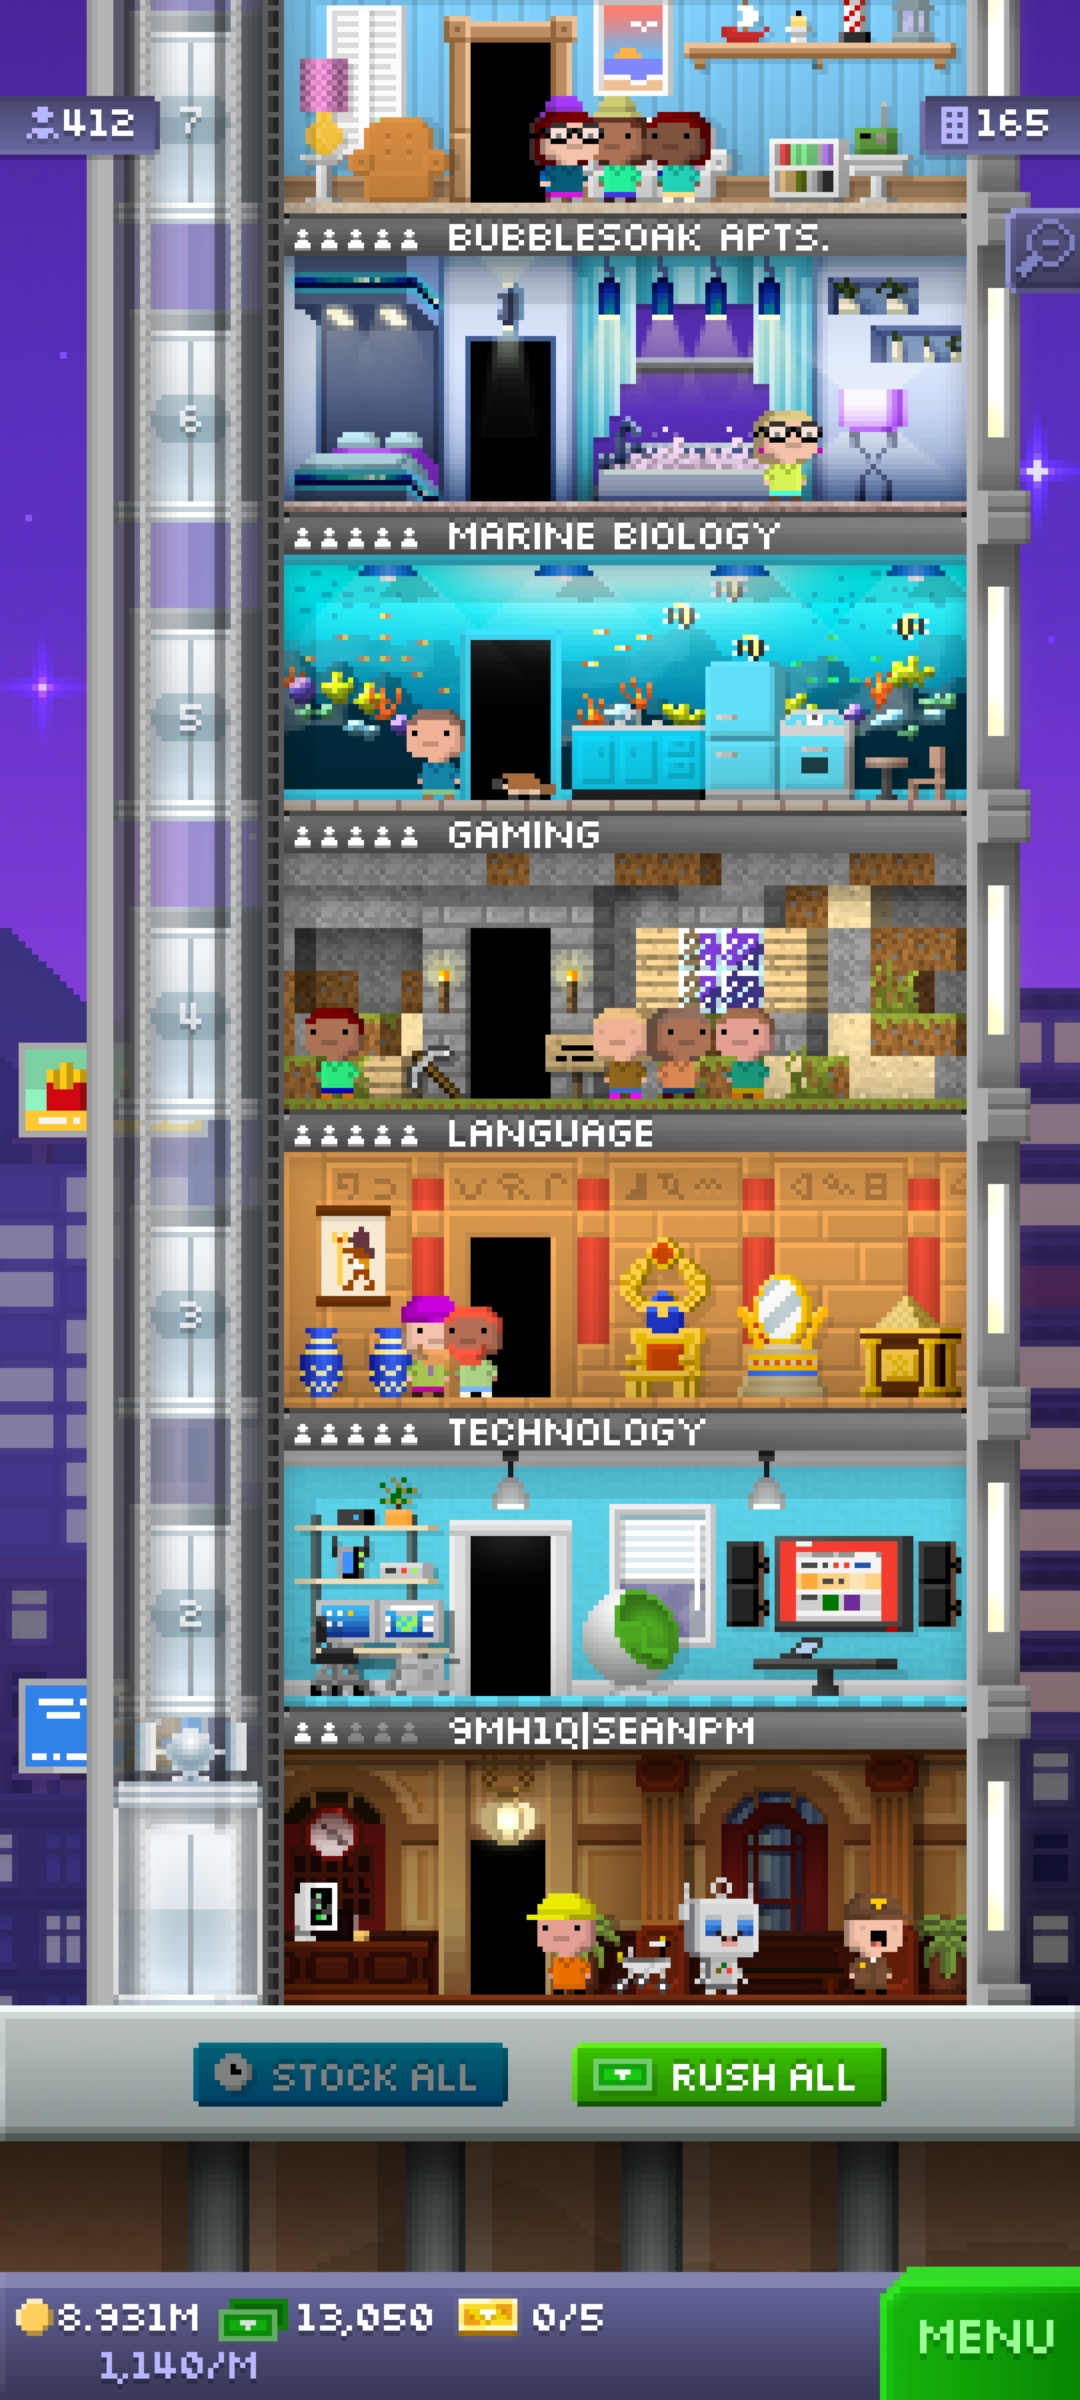 7
412
165
BUBBLESOAK APTS.
6
MARINE BIOLOGY
5
GAMING
4
LANGUAGE
3
TECHNOLOGY
2
9MH1Q|SEANPM
STOCK ALL
RUSH ALL
8.931M
13,050
0/5
1,140/M
MENU